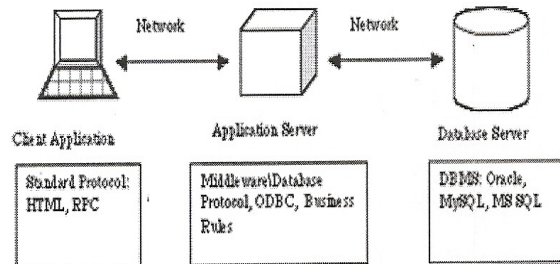 Network
Network
Client Application
Application Server
Database Server
Standard Protocol:
HTML, RPC
Middleware\Database
Protocol, ODBC, Business
Rules
DBMS: Oracle,
MySQL, MS SQL